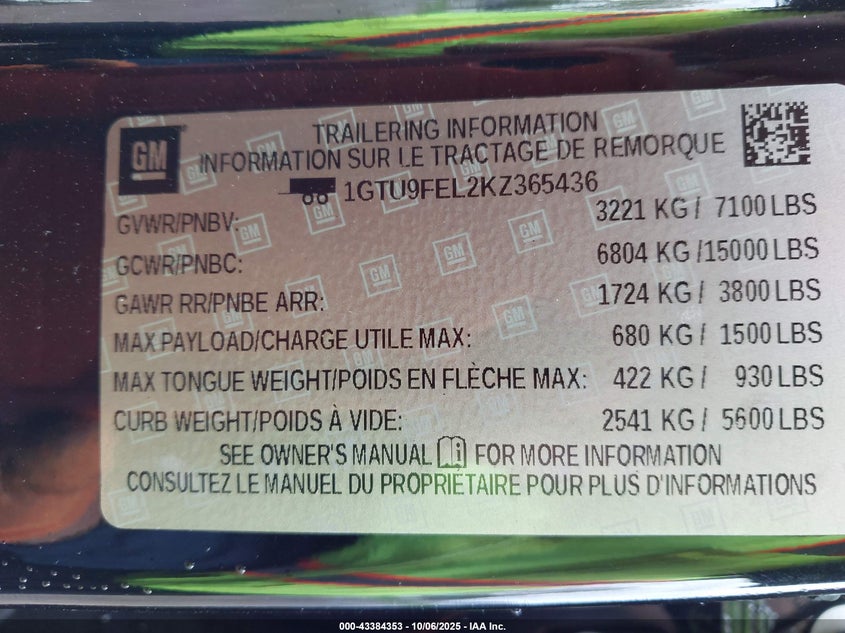 GM
TRAILERING INFORMATION
INFORMATION SUR LE TRACTAGE DE REMORQUE
1GTU9FEL2KZ365436
GVWR/PNBV: 3221 KG / 7100 LBS
GCWR/PNBC: 6804 KG /15000 LBS
GAWR RR/PNBE ARR: 1724 KG / 3800 LBS
MAX PAYLOAD/CHARGE UTILE MAX: 680 KG / 1500 LBS
MAX TONGUE WEIGHT/POIDS EN FLÈCHE MAX: 422 KG / 930 LBS
CURB WEIGHT/POIDS À VIDE: 2541 KG / 5600 LBS
SEE OWNER'S MANUAL FOR MORE INFORMATION
CONSULTEZ LE MANUEL DU PROPRIÉTAIRE POUR PLUS D'INFORMATIONS
000-43384353 - 10/06/2025 - IAA Inc.